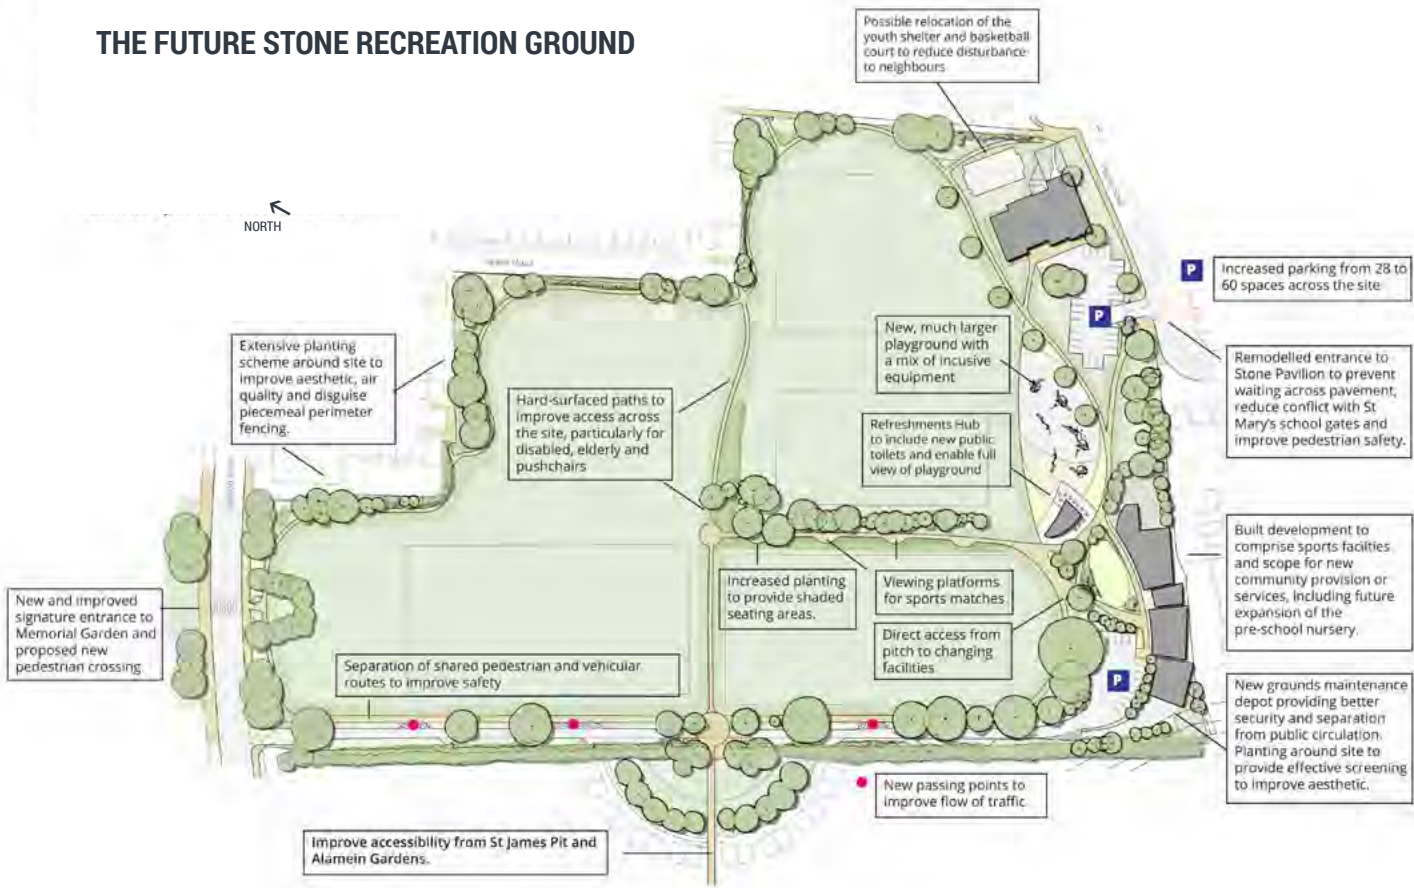 THE FUTURE STONE RECREATION GROUND
Possible relocation of the
youth shelter and basketball
court to reduce disturbance
to neighbours
NORTH
P
Increased parking from 28 to
60 spaces across the site
P
Extensive planting
scheme around site to
improve aesthetic, air
quality and disguise
piecemeal perimeter
fencing.
Hard-surfaced paths to
improve access across
the site, particularly for
disabled, elderly and
pushchairs
New, much larger
playground with
a mix of incusive
equipment
Remodelled entrance to
Stone Pavilion to prevent
waiting across pavement,
reduce conflict with St
Mary's school gates and
improve pedestrian safety.
Refreshments Hub
to include new public
toilets and enable full
view of playground
Built development to
comprise sports facilties
and scope for new
community provision or
services, including future
expansion of the
pre-school nursery.
New and improved
signature entrance to
Memorial Garden and
proposed new
pedestrian crossing
Increased planting
to provide shaded
seating areas.
Viewing platforms
for sports matches
Direct access from
pitch to changing
facilities
Separation of shared pedestrian and vehicular
routes to improve safety
P
New grounds maintenance
depot providing better
security and separation
from public circulation.
Planting around site to
provide effective screening
to improve aesthetic.
New passing points to
improve flow of traffic
Improve accessibility from St James Pit and
Alamein Gardens.